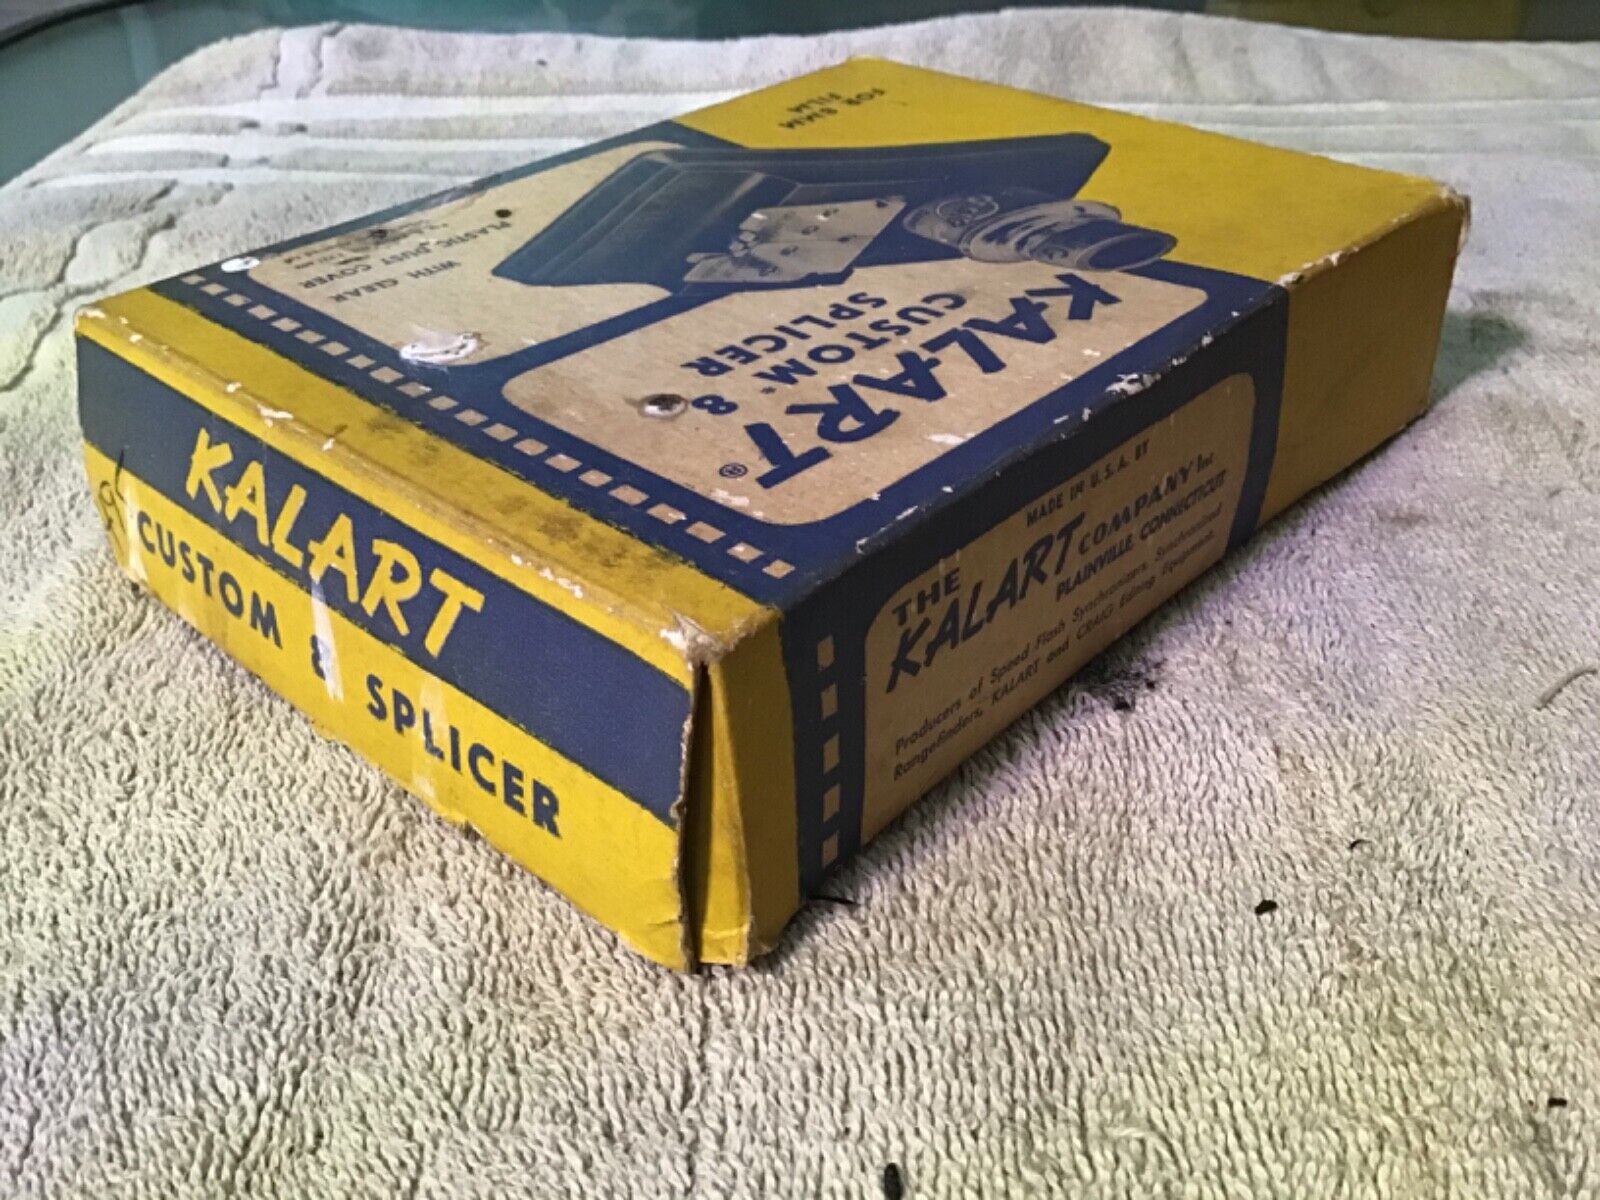 FOR 8MM
FILM
KALART®
CUSTOM™ 8
SPLICER
WITH CLEAR
PLASTIC DUST COVER
KALART
CUSTOM 8 SPLICER
MADE IN U.S.A. BY
THE
KALART COMPANY Inc
PLAINVILLE CONNECTICUT
Producers of Speed Flash Synchronizers, Synchronized
Rangefinders, KALART and CRAIG Editing Equipment.